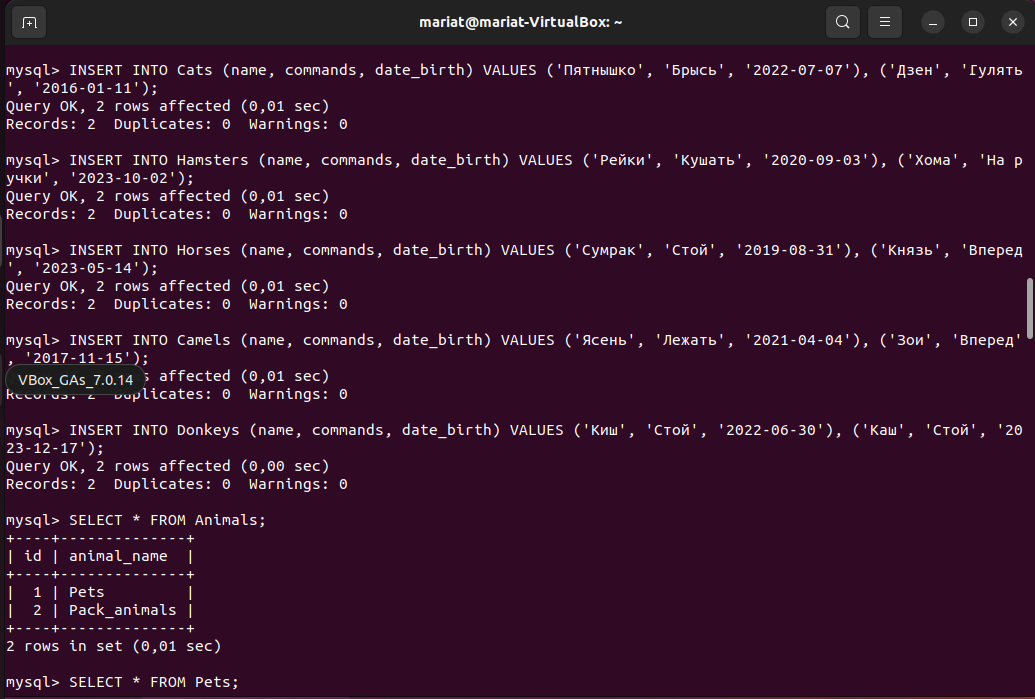 mariat@mariat-VirtualBox: ~
mysql> INSERT INTO Cats (name, commands, date_birth) VALUES ('Пятнышко', 'Брысь', '2022-07-07'), ('Дзен', 'Гулять
', '2016-01-11');
Query OK, 2 rows affected (0,01 sec)
Records: 2  Duplicates: 0  Warnings: 0
mysql> INSERT INTO Hamsters (name, commands, date_birth) VALUES ('Рейки', 'Кушать', '2020-09-03'), ('Хома', 'На р
учки', '2023-10-02');
Query OK, 2 rows affected (0,01 sec)
Records: 2  Duplicates: 0  Warnings: 0
mysql> INSERT INTO Horses (name, commands, date_birth) VALUES ('Сумрак', 'Стой', '2019-08-31'), ('Князь', 'Вперед
', '2023-05-14');
Query OK, 2 rows affected (0,01 sec)
Records: 2  Duplicates: 0  Warnings: 0
mysql> INSERT INTO Camels (name, commands, date_birth) VALUES ('Ясень', 'Лежать', '2021-04-04'), ('Зои', 'Вперед'
, '2017-11-15');
VBox_GAs_7.0.14
s affected (0,01 sec)
Records: 2  Duplicates: 0  Warnings: 0
mysql> INSERT INTO Donkeys (name, commands, date_birth) VALUES ('Киш', 'Стой', '2022-06-30'), ('Каш', 'Стой', '20
23-12-17');
Query OK, 2 rows affected (0,00 sec)
Records: 2  Duplicates: 0  Warnings: 0
mysql> SELECT * FROM Animals;
+----+--------------+
| id | animal_name  |
+----+--------------+
|  1 | Pets         |
|  2 | Pack_animals |
+----+--------------+
2 rows in set (0,01 sec)
mysql> SELECT * FROM Pets;